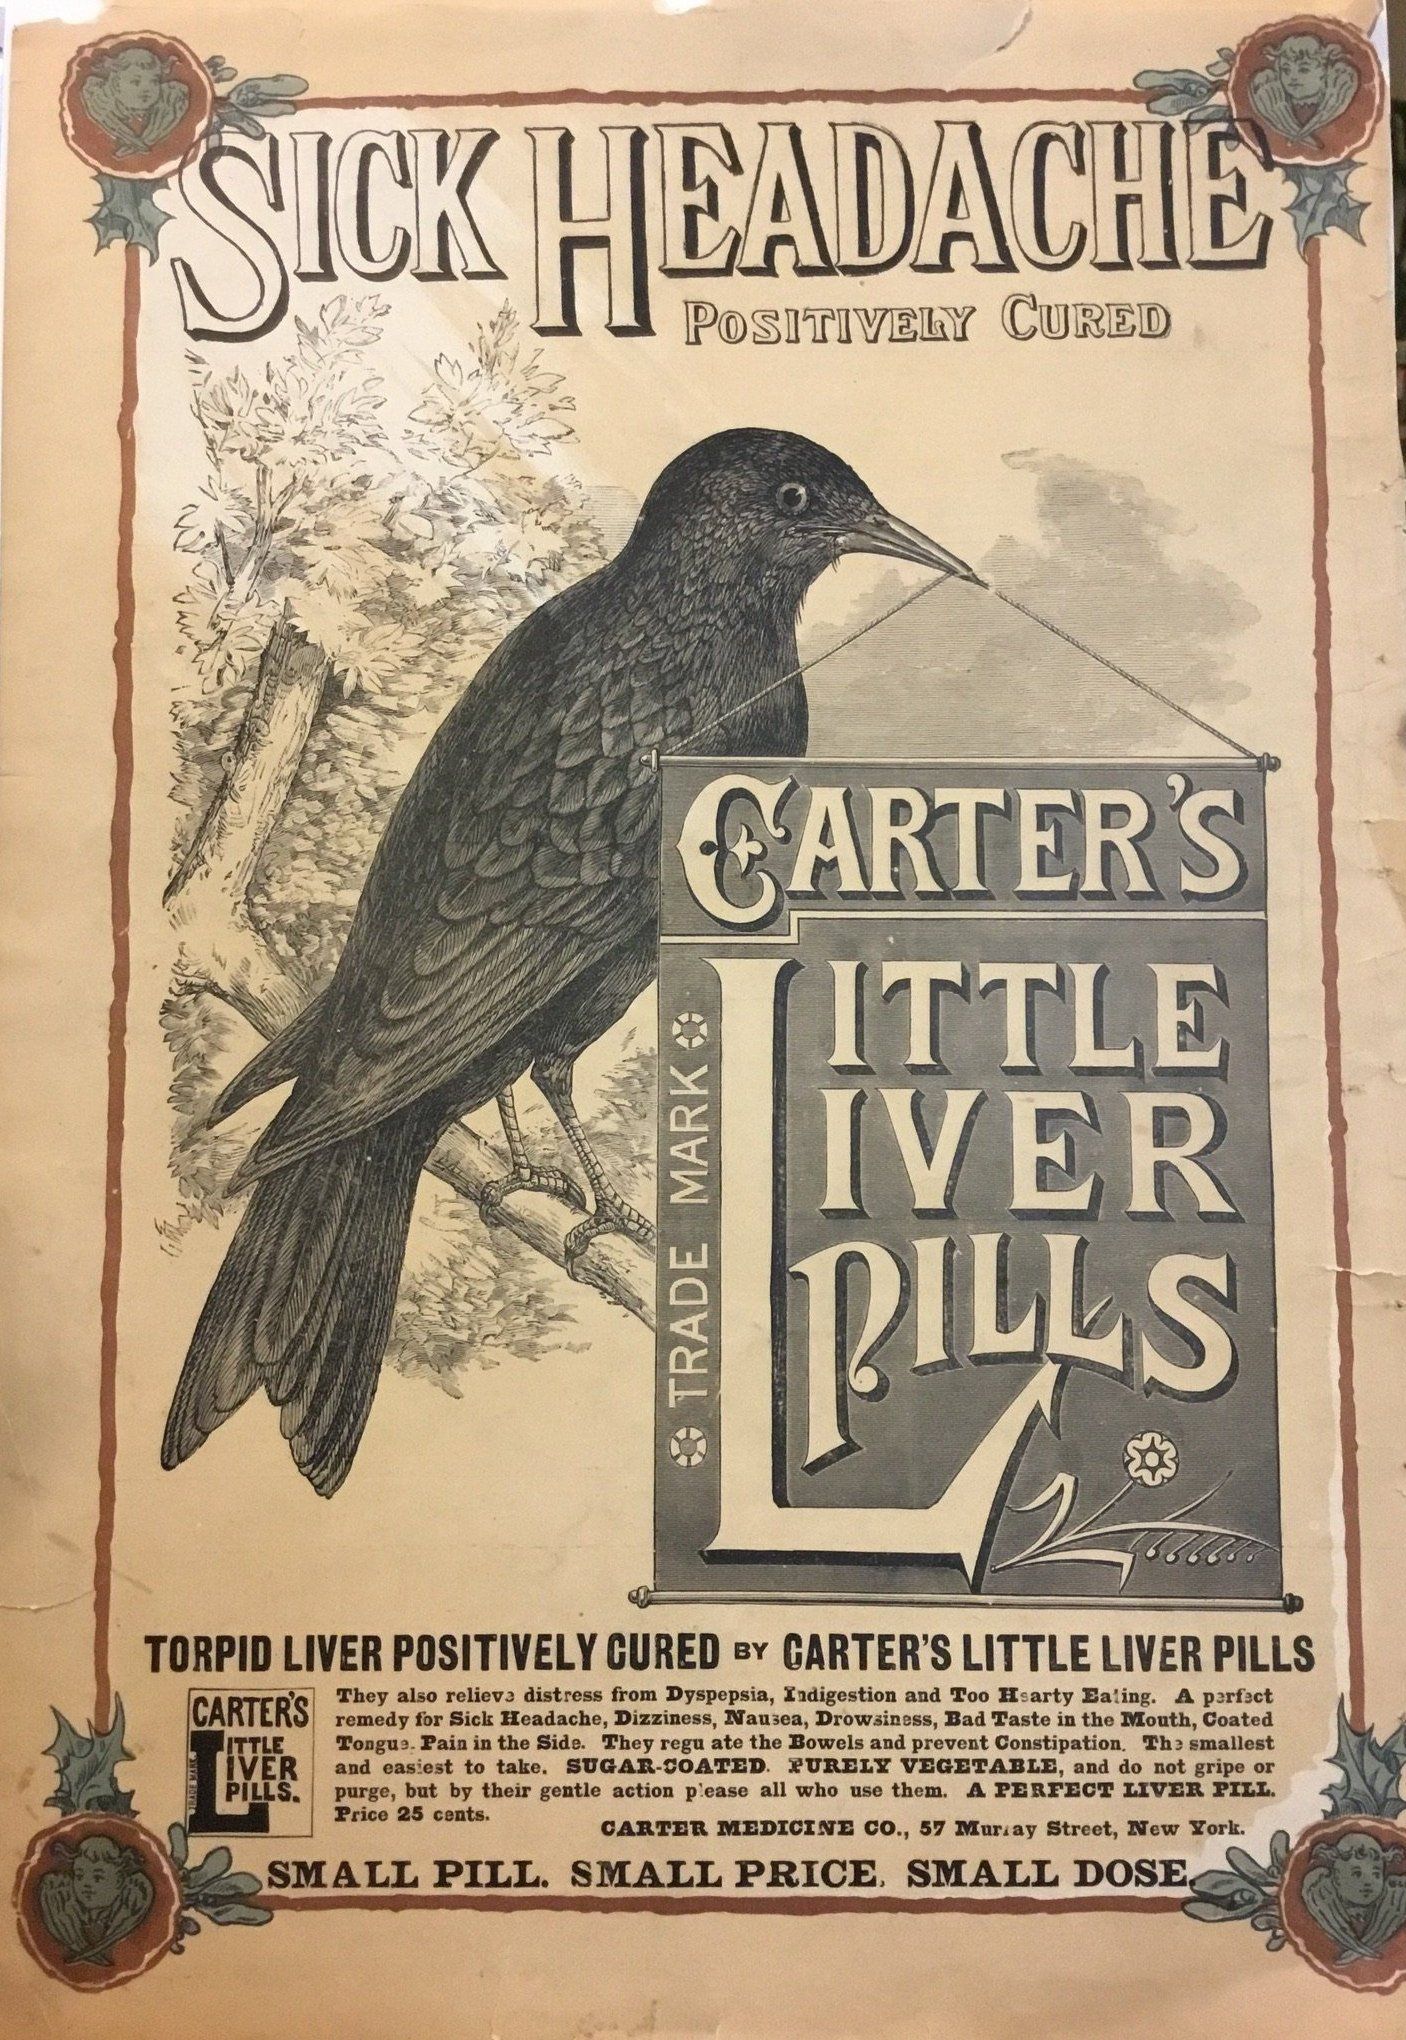 SICK HEADACHE
POSITIVELY CURED
CARTER'S
LITTLE
LIVER
PILLS
TRADE MARK
TORPID LIVER POSITIVELY CURED BY CARTER'S LITTLE LIVER PILLS
CARTER'S
LITTLE
LIVER
PILLS.
TRADE MARK
They also relieve distress from Dyspepsia, Indigestion and Too Hearty Eating. A perfect
remedy for Sick Headache, Dizziness, Nausea, Drowsiness, Bad Taste in the Mouth, Coated
Tongue. Pain in the Side. They regu ate the Bowels and prevent Constipation. The smallest
and easiest to take. SUGAR-COATED. PURELY VEGETABLE, and do not gripe or
purge, but by their gentle action please all who use them. A PERFECT LIVER PILL.
Price 25 cents.
CARTER MEDICINE CO., 57 Murray Street, New York.
SMALL PILL. SMALL PRICE. SMALL DOSE.